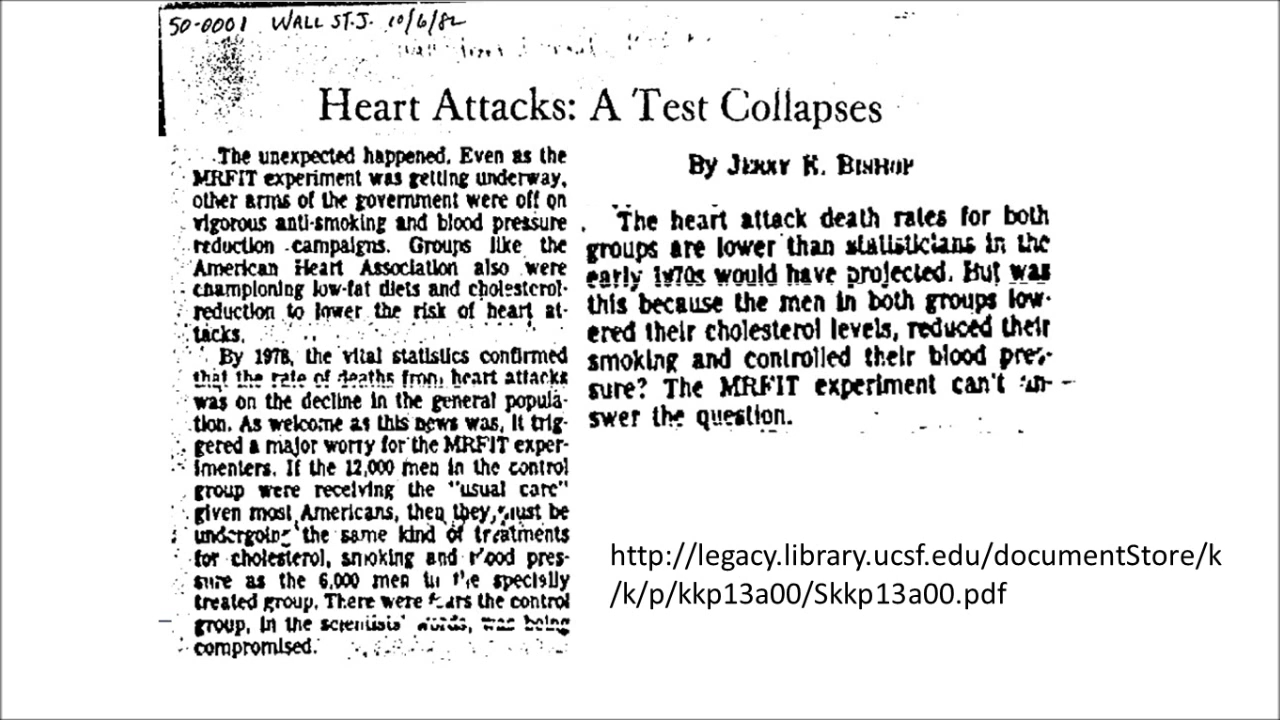 50-0001 WALL ST.J. 10/6/82
Heart Attacks: A Test Collapses
The unexpected happened. Even as the
MRFIT experiment was getting underway,
other arms of the government were off on
vigorous anti-smoking and blood pressure
reduction campaigns. Groups like the
American Heart Association also were
championing low-fat diets and cholesterol-
reduction to lower the risk of heart at-
tacks.
By 1978, the vital statistics confirmed
that the rate of deaths from heart attacks
was on the decline in the general popula-
tion. As welcome as this news was, it trig-
gered a major worry for the MRFIT exper-
imenters. If the 12,000 men in the control
group were receiving the "usual care"
given most Americans, then they must be
undergoing the same kind of treatments
for cholesterol, smoking and blood pres-
sure as the 6,000 men in the specially
treated group. There were fears the control
group, in the scientists' words, was being
compromised.
By JERRY K. BISHOP
The heart attack death rates for both
groups are lower than statisticians in the
early 1970s would have projected. But was
this because the men in both groups low-
ered their cholesterol levels, reduced their
smoking and controlled their blood pres-
sure? The MRFIT experiment can't an-
swer the question.
http://legacy.library.ucsf.edu/documentStore/k
/k/p/kkp13a00/Skkp13a00.pdf